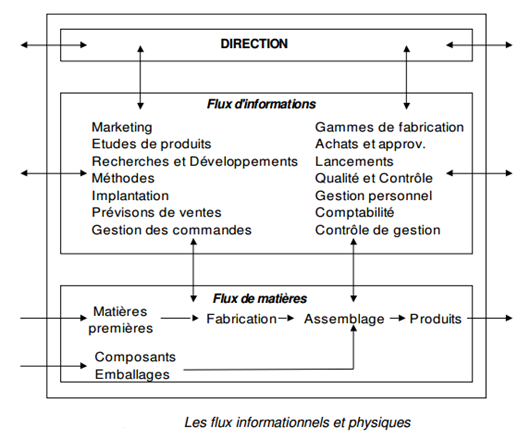 DIRECTION
Flux d'informations
Marketing
Etudes de produits
Recherches et Développements
Méthodes
Implantation
Prévisons de ventes
Gestion des commandes
Gammes de fabrication
Achats et approv.
Lancements
Qualité et Contrôle
Gestion personnel
Comptabilité
Contrôle de gestion
Flux de matières
Matières
premières
Fabrication
Assemblage
Produits
Composants
Emballages
Les flux informationnels et physiques